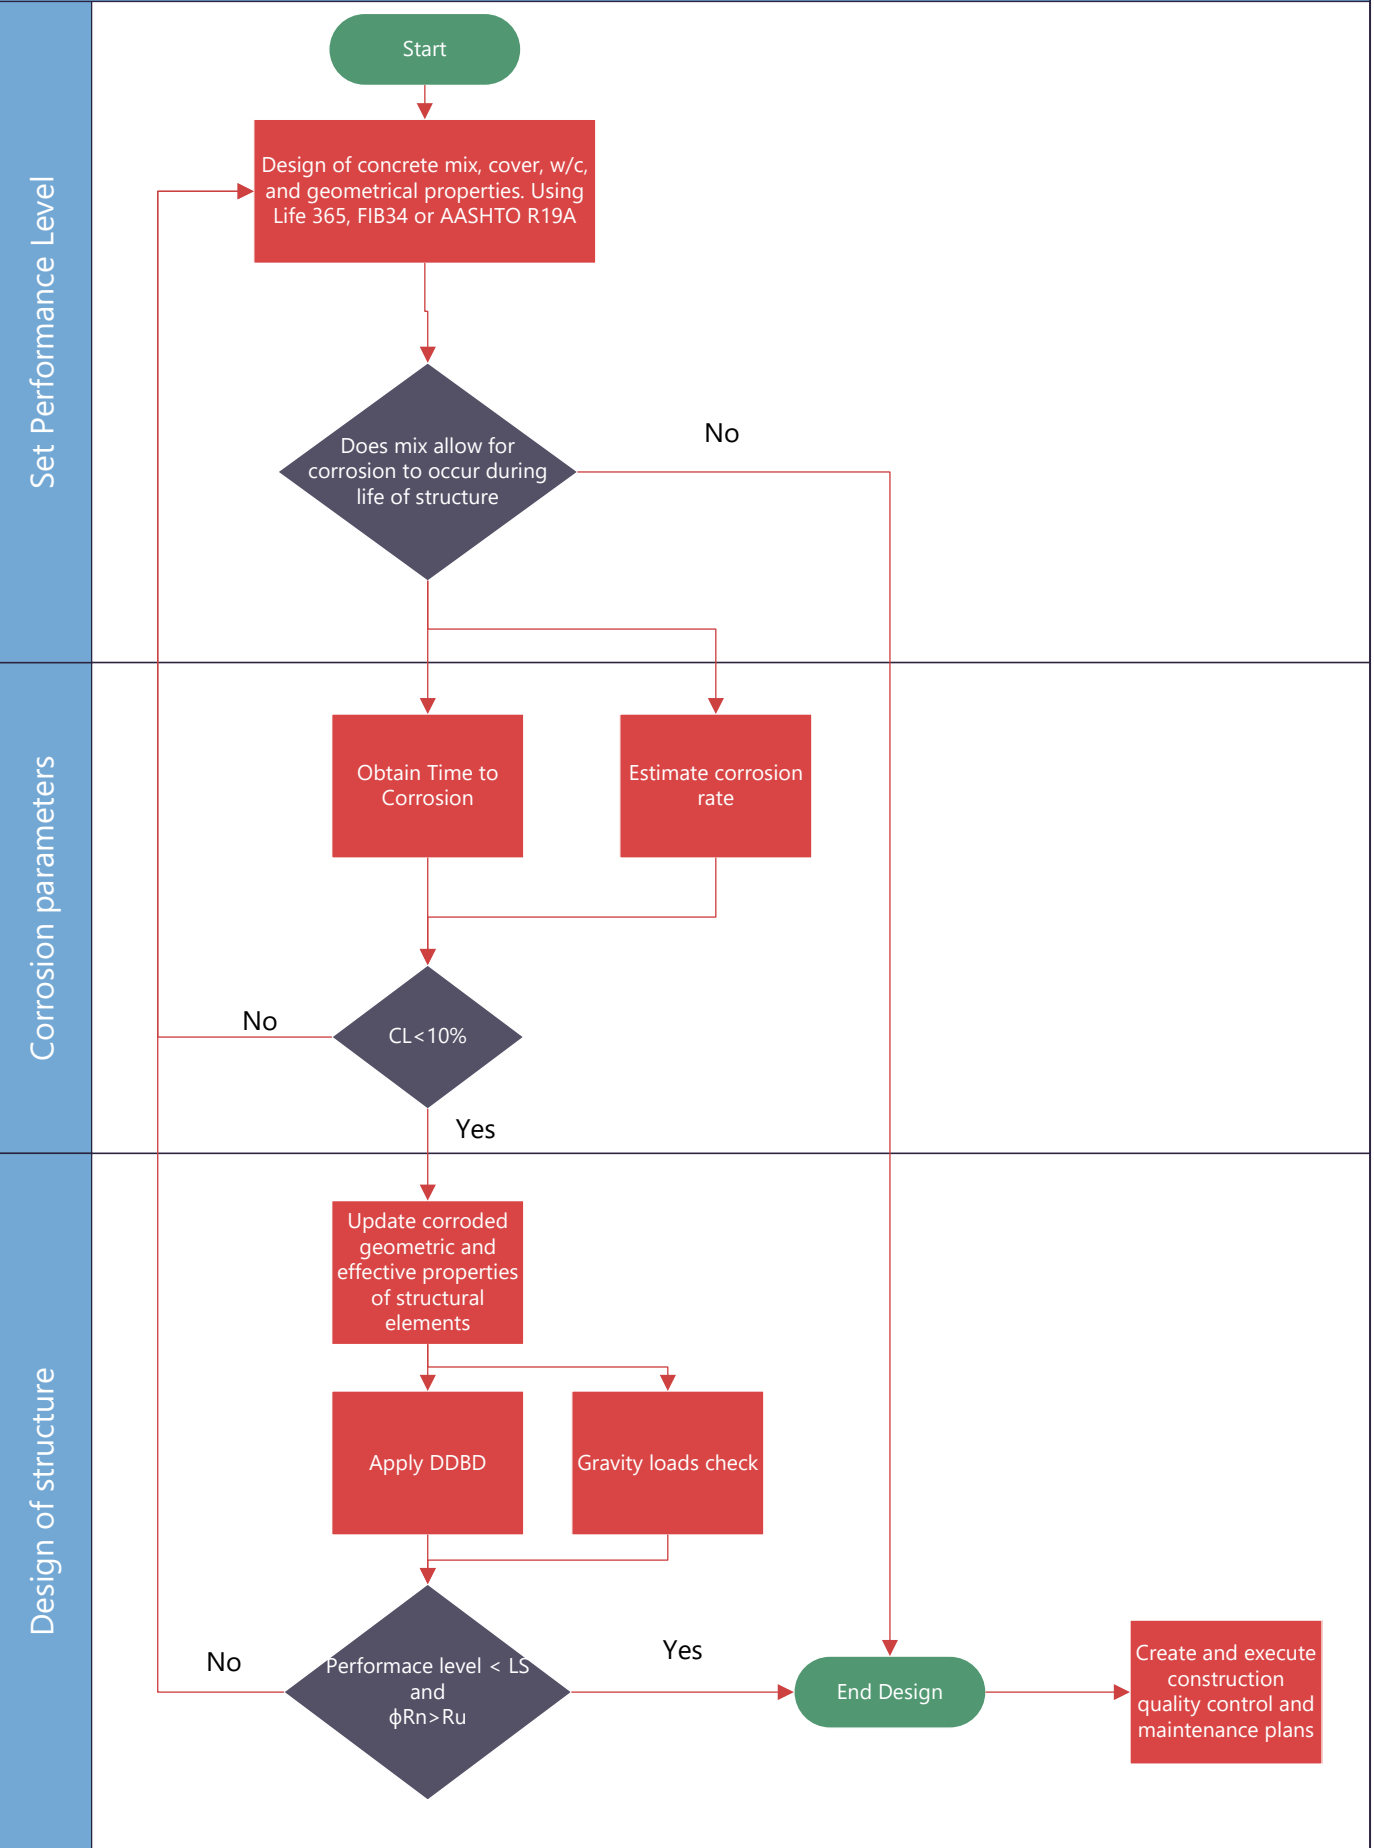 Set Performance Level
Start
Design of concrete mix, cover, w/c,
and geometrical properties. Using
Life 365, FIB34 or AASHTO R19A
Does mix allow for
corrosion to occur during
life of structure
No
Corrosion parameters
Obtain Time to
Corrosion
Estimate corrosion
rate
CL<10%
No
Yes
Design of structure
Update corroded
geometric and
effective properties
of structural
elements
Apply DDBD
Gravity loads check
Performace level < LS
and
ϕRn>Ru
No
Yes
End Design
Create and execute
construction
quality control and
maintenance plans